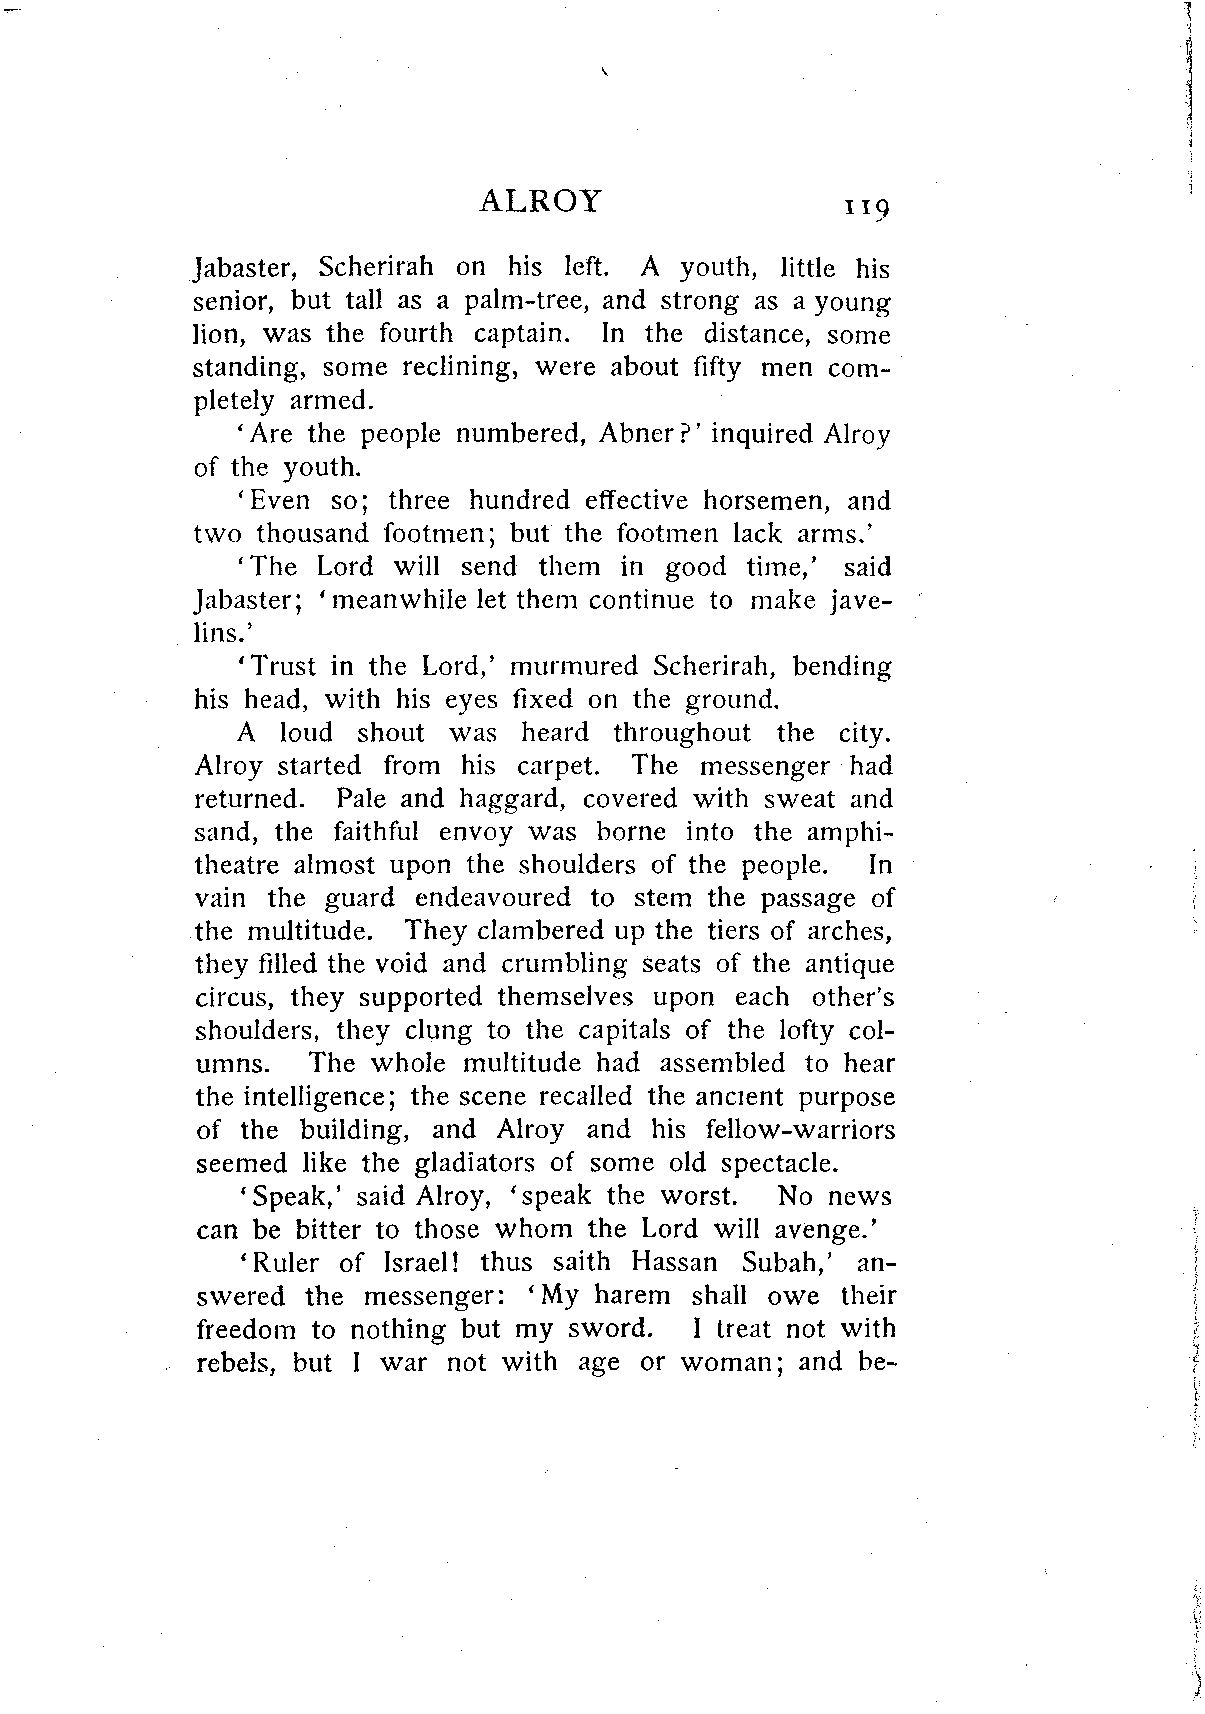 ALROY 119
Jabaster, Scherirah on his left. A youth, little his
senior, but tall as a palm-tree, and strong as a young
lion, was the fourth captain. In the distance, some
standing, some reclining, were about fifty men com-
pletely armed.
‘Are the people numbered, Abner?’ inquired Alroy
of the youth.
‘Even so; three hundred effective horsemen, and
two thousand footmen; but the footmen lack arms.’
‘The Lord will send them in good time,’ said
Jabaster; ‘meanwhile let them continue to make jave-
lins.’
‘Trust in the Lord,’ murmured Scherirah, bending
his head, with his eyes fixed on the ground.
A loud shout was heard throughout the city.
Alroy started from his carpet. The messenger had
returned. Pale and haggard, covered with sweat and
sand, the faithful envoy was borne into the amphi-
theatre almost upon the shoulders of the people. In
vain the guard endeavoured to stem the passage of
the multitude. They clambered up the tiers of arches,
they filled the void and crumbling seats of the antique
circus, they supported themselves upon each other's
shoulders, they clung to the capitals of the lofty col-
umns. The whole multitude had assembled to hear
the intelligence; the scene recalled the ancient purpose
of the building, and Alroy and his fellow-warriors
seemed like the gladiators of some old spectacle.
‘Speak,’ said Alroy, ‘speak the worst. No news
can be bitter to those whom the Lord will avenge.’
‘Ruler of Israel! thus saith Hassan Subah,’ an-
swered the messenger: ‘My harem shall owe their
freedom to nothing but my sword. I treat not with
rebels, but I war not with age or woman; and be-